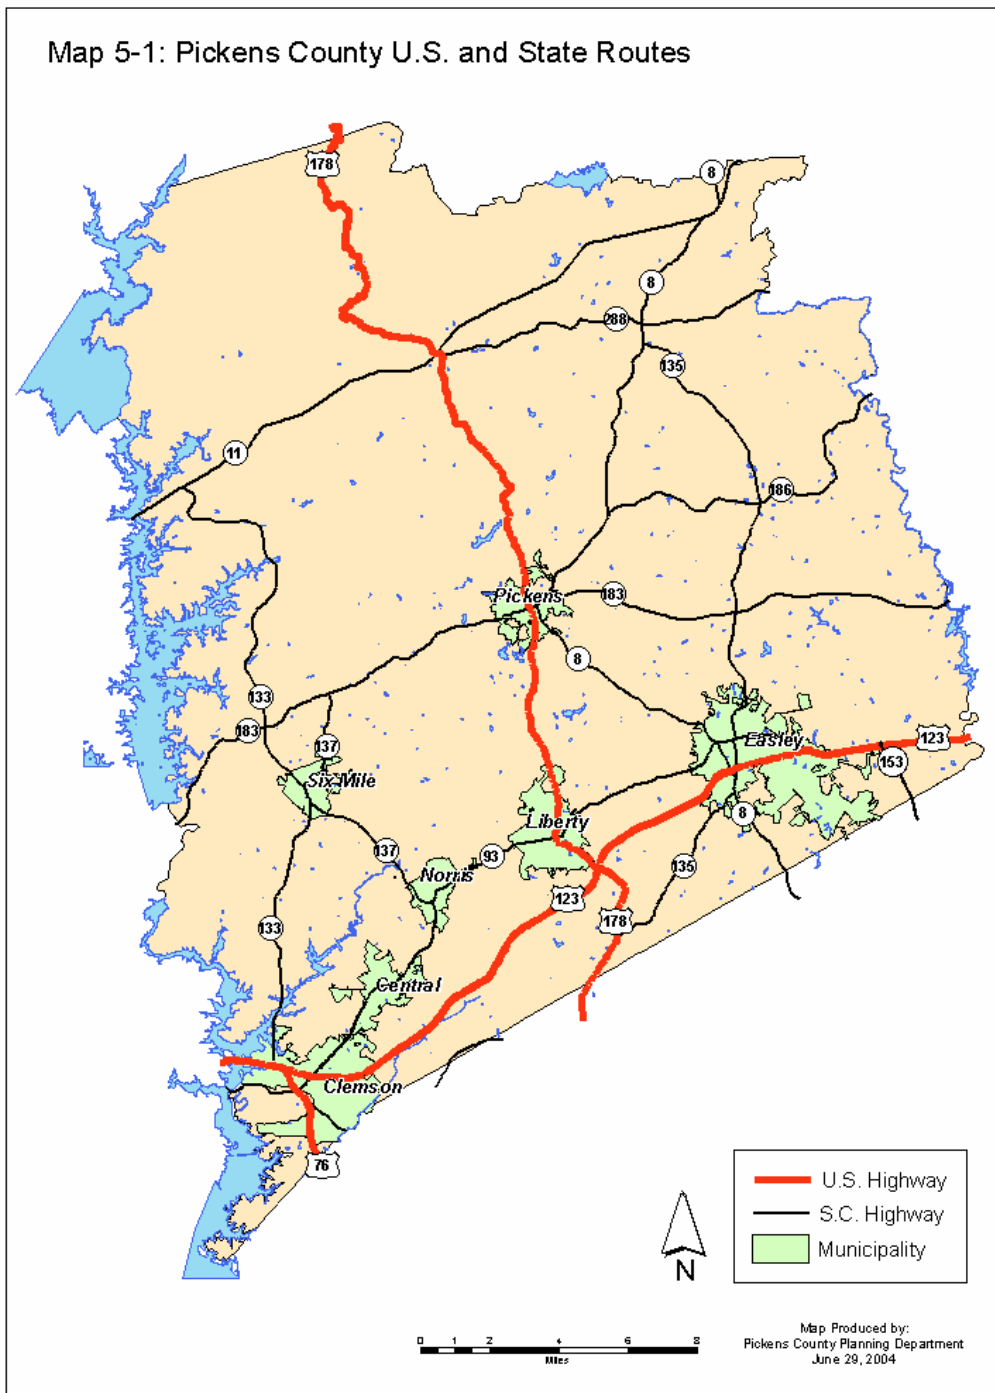 Map 5-1: Pickens County U.S. and State Routes
178
8
8
288
135
11
186
Pickens
183
8
133
183
137
Easley
123
153
Six Mile
Liberty
8
137
93
Norris
135
123
178
133
Central
Clemson
76
U.S. Highway
S.C. Highway
Municipality
N
0 1 2 4 6 8
Miles
Map Produced by:
Pickens County Planning Department
June 29, 2004